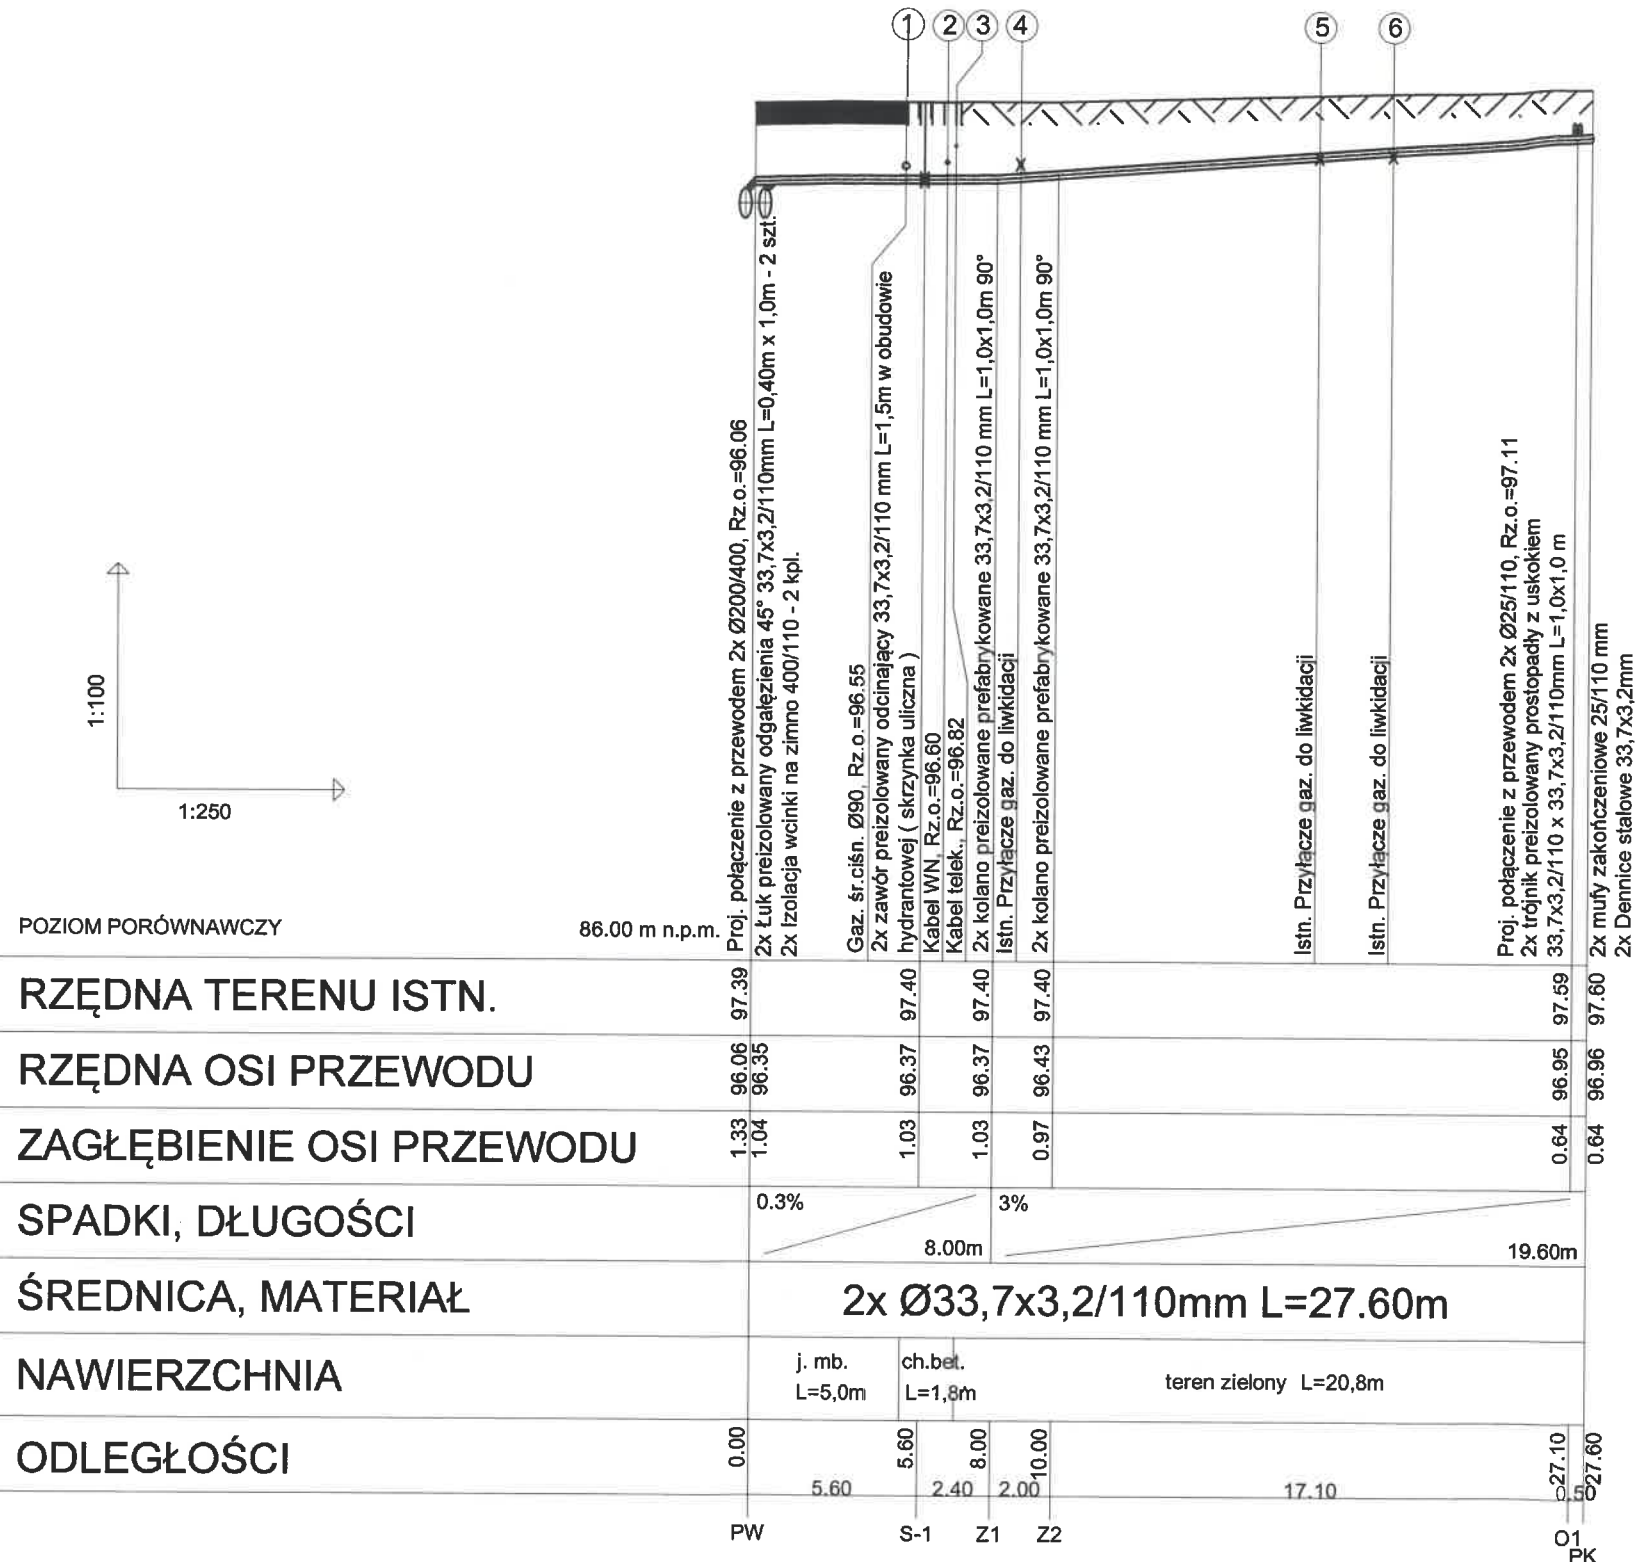 1
2
3
4
5
6
Proj. połączenie z przewodem 2x Ø200/400, Rz.o.=96.06
2x Łuk preizolowany odgałęzienia 45° 33,7x3,2/110mm L=0,40m x 1,0m - 2 szt.
2x Izolacja wcinki na zimno 400/110 - 2 kpl.
Gaz. śr.ciśn. Ø90, Rz.o.=96.55
2x zawór preizolowany odcinający 33,7x3,2/110 mm L=1,5m w obudowie
hydrantowej ( skrzynka uliczna )
Kabel WN, Rz.o.=96.60
Kabel telek., Rz.o.=96.82
2x kolano preizolowane prefabrykowane 33,7x3,2/110 mm L=1,0x1,0m 90°
Istn. Przyłącze gaz. do liwkidacji
2x kolano preizolowane prefabrykowane 33,7x3,2/110 mm L=1,0x1,0m 90°
Istn. Przyłącze gaz. do liwkidacji
Istn. Przyłącze gaz. do liwkidacji
Proj. połączenie z przewodem 2x Ø25/110, Rz.o.=97.11
2x trójnik preizolowany prostopadły z uskokiem
33,7x3,2/110 x 33,7x3,2/110mm L=1,0x1,0 m
2x mufy zakończeniowe 25/110 mm
2x Dennice stalowe 33,7x3,2mm
1:100
1:250
POZIOM PORÓWNAWCZY 86.00 m n.p.m.
RZĘDNA TERENU ISTN. 97.39 97.40 97.40 97.40 97.59 97.60
RZĘDNA OSI PRZEWODU 96.06 96.35 96.37 96.37 96.43 96.95 96.96
ZAGŁĘBIENIE OSI PRZEWODU 1.33 1.04 1.03 1.03 0.97 0.64 0.64
SPADKI, DŁUGOŚCI 0.3% 8.00m 3% 19.60m
ŚREDNICA, MATERIAŁ 2x Ø33,7x3,2/110mm L=27.60m
NAWIERZCHNIA
j. mb.
L=5,0m
ch.bet.
L=1,8m
teren zielony L=20,8m
ODLEGŁOŚCI 0.00 5.60 8.00 10.00 27.10 27.60
5.60 2.40 2.00 17.10 0.50
PW S-1 Z1 Z2 O1 PK